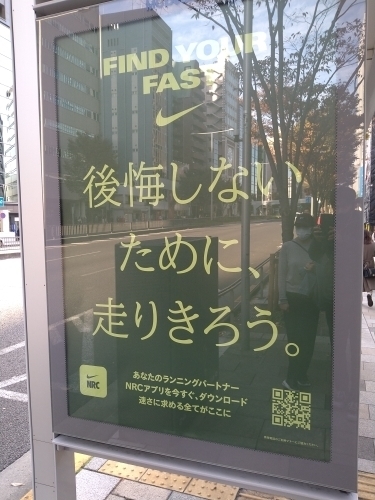 FIND YOUR
FAST
後悔しない
ために、
走りきろう。
NRC
あなたのランニングパートナー
NRCアプリを今すぐ、ダウンロード
速さに求める全てがここに